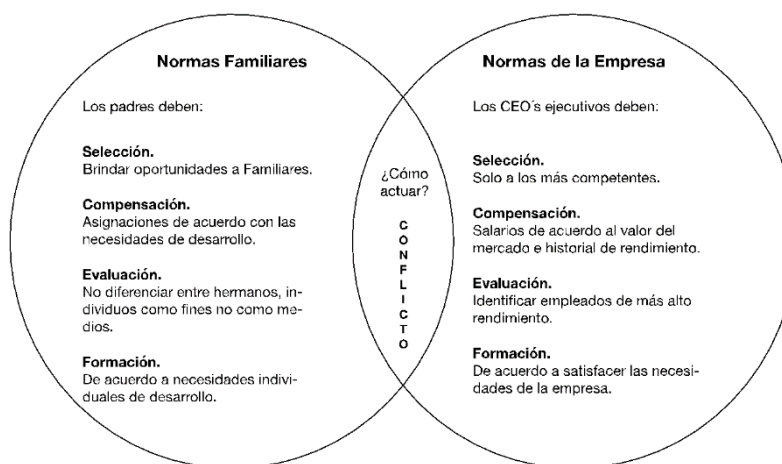 Normas Familiares
Los padres deben:
Selección.
Brindar oportunidades a Familiares.
Compensación.
Asignaciones de acuerdo con las
necesidades de desarrollo.
Evaluación.
No diferenciar entre hermanos, in-
dividuos como fines no como me-
dios.
Formación.
De acuerdo a necesidades indivi-
duales de desarrollo.
¿Cómo
actuar?
C
O
N
F
L
I
C
T
O
Normas de la Empresa
Los CEO´s ejecutivos deben:
Selección.
Solo a los más competentes.
Compensación.
Salarios de acuerdo al valor del
mercado e historial de rendimiento.
Evaluación.
Identificar empleados de más alto
rendimiento.
Formación.
De acuerdo a satisfacer las necesi-
dades de la empresa.